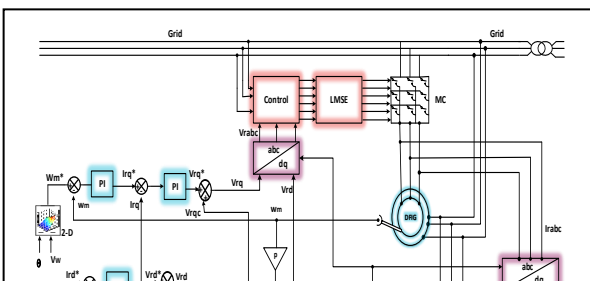 Grid Grid
Control LMSE MC
Vrabc
abc
dq
Wm* Irq* Vrq*
PI PI
Vrq Vrd
Irq
wm Vrqc wm
DRG
2-D
P
Irabc
θ Vw
abc
dq
Ird* Vrd* Vrd